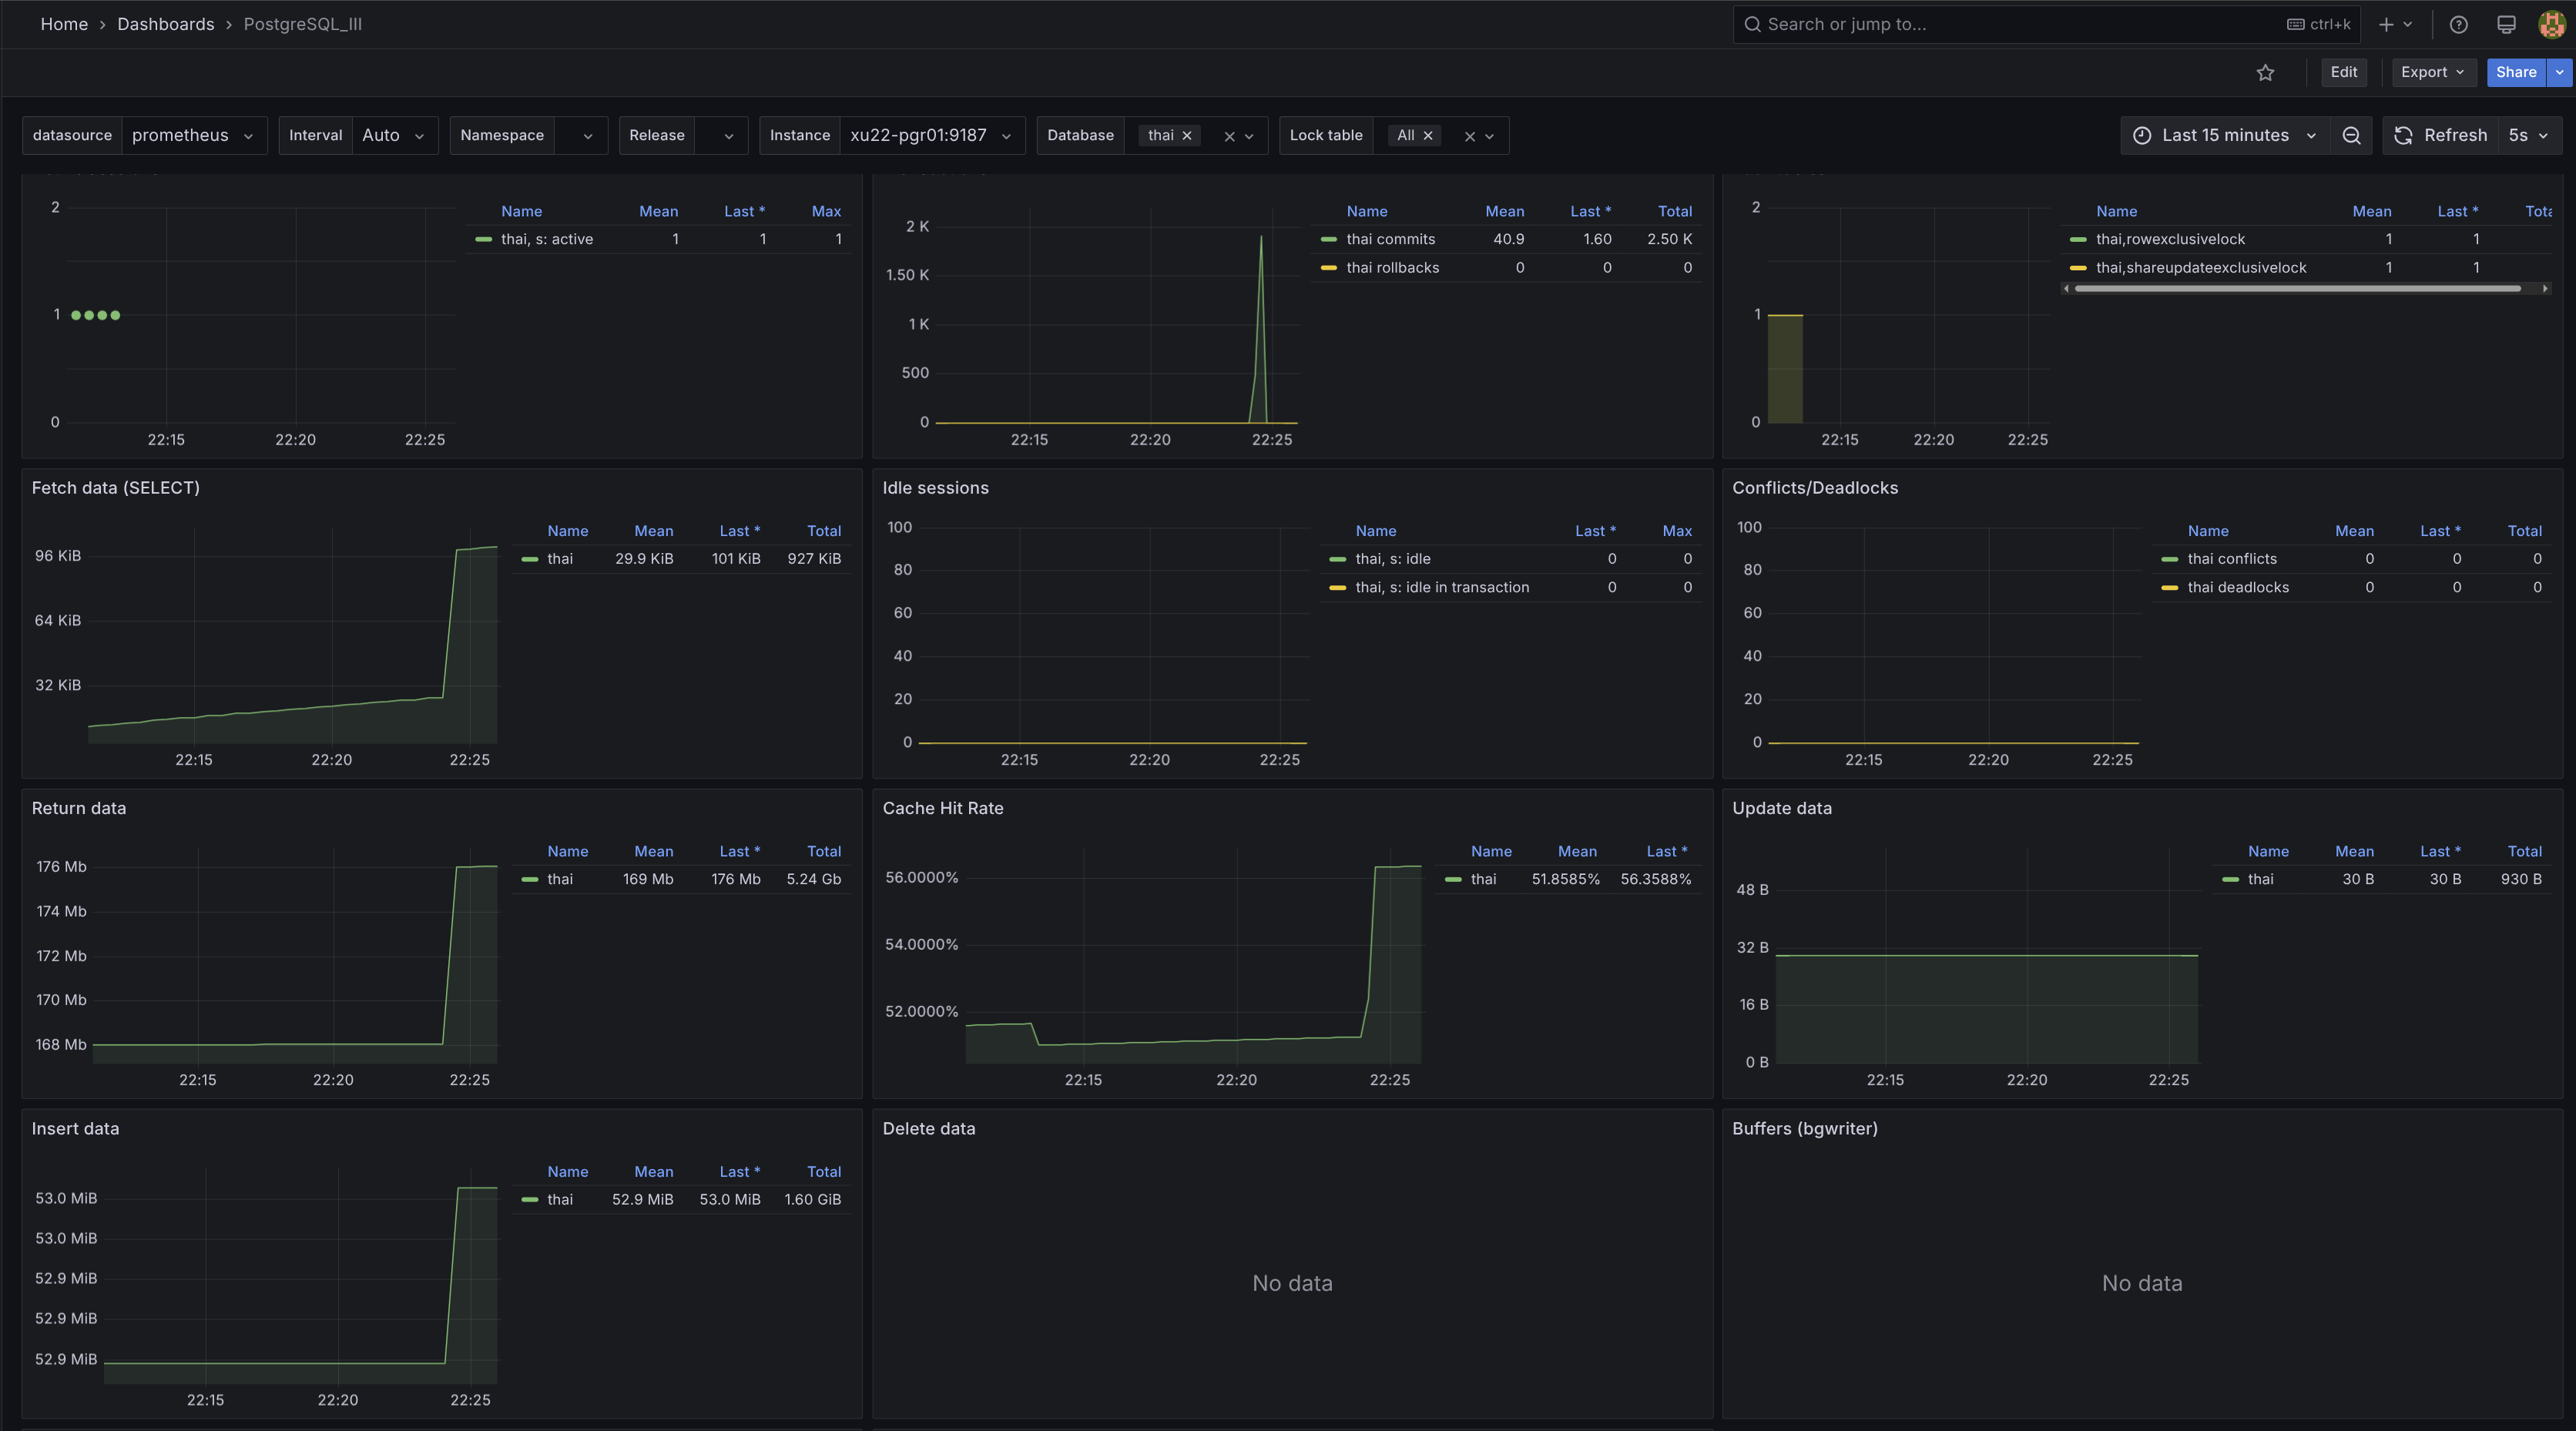 Home > Dashboards > PostgreSQL_III
Search or jump to... ctrl+k
Edit Export Share
datasource prometheus Interval Auto Namespace Release Instance xu22-pgr01:9187 Database thai Lock table All Last 15 minutes Refresh 5s
2
1
0
22:15 22:20 22:25
Name Mean Last * Max
thai, s: active 1 1 1
2 K
1.50 K
1 K
500
0
22:15 22:20 22:25
Name Mean Last * Total
thai commits 40.9 1.60 2.50 K
thai rollbacks 0 0 0
2
1
0
22:15 22:20 22:25
Name Mean Last *
thai,rowexclusivelock 1 1
thai,shareupdateexclusivelock 1 1
Fetch data (SELECT)
96 KiB
64 KiB
32 KiB
22:15 22:20 22:25
Name Mean Last * Total
thai 29.9 KiB 101 KiB 927 KiB
Idle sessions
100
80
60
40
20
0
22:15 22:20 22:25
Name Last * Max
thai, s: idle 0 0
thai, s: idle in transaction 0 0
Conflicts/Deadlocks
100
80
60
40
20
0
22:15 22:20 22:25
Name Mean Last * Total
thai conflicts 0 0 0
thai deadlocks 0 0 0
Return data
176 Mb
174 Mb
172 Mb
170 Mb
168 Mb
22:15 22:20 22:25
Name Mean Last * Total
thai 169 Mb 176 Mb 5.24 Gb
Cache Hit Rate
56.0000%
54.0000%
52.0000%
22:15 22:20 22:25
Name Mean Last *
thai 51.8585% 56.3588%
Update data
48 B
32 B
16 B
0 B
22:15 22:20 22:25
Name Mean Last * Total
thai 30 B 30 B 930 B
Insert data
53.0 MiB
53.0 MiB
52.9 MiB
52.9 MiB
52.9 MiB
22:15 22:20 22:25
Name Mean Last * Total
thai 52.9 MiB 53.0 MiB 1.60 GiB
Delete data
No data
Buffers (bgwriter)
No data